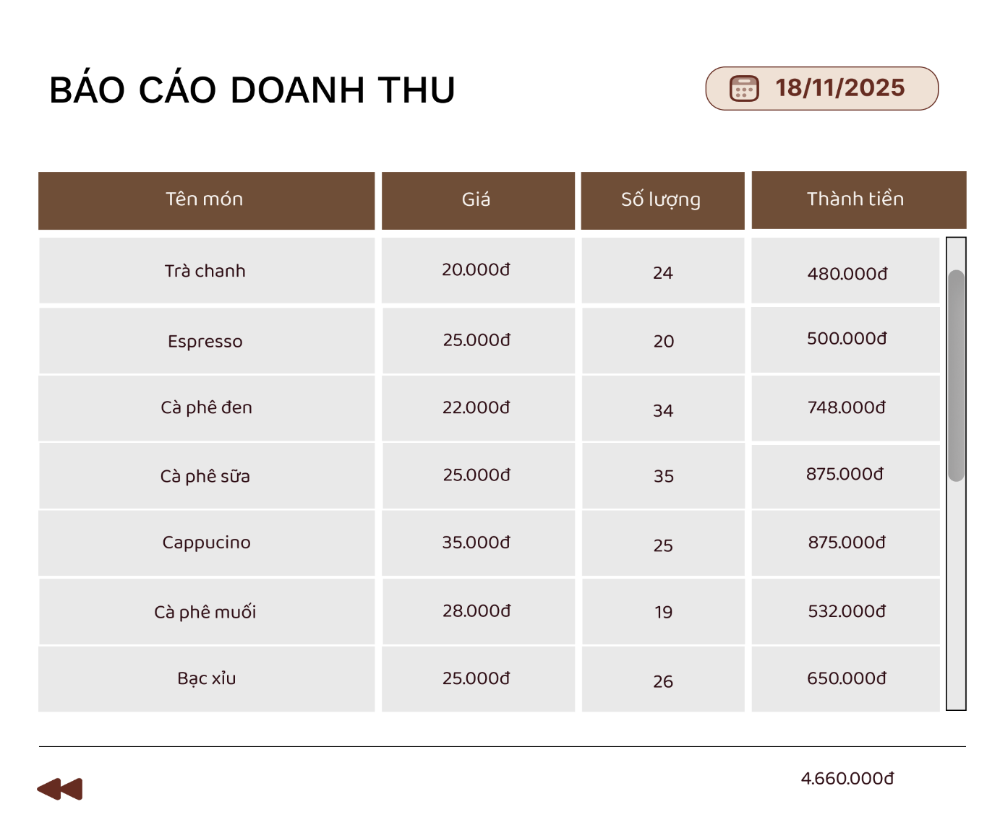 BÁO CÁO DOANH THU
18/11/2025
Tên món Giá Số lượng Thành tiền
Trà chanh 20.000đ 24 480.000đ
Espresso 25.000đ 20 500.000đ
Cà phê đen 22.000đ 34 748.000đ
Cà phê sữa 25.000đ 35 875.000đ
Cappucino 35.000đ 25 875.000đ
Cà phê muối 28.000đ 19 532.000đ
Bạc xỉu 25.000đ 26 650.000đ
4.660.000đ